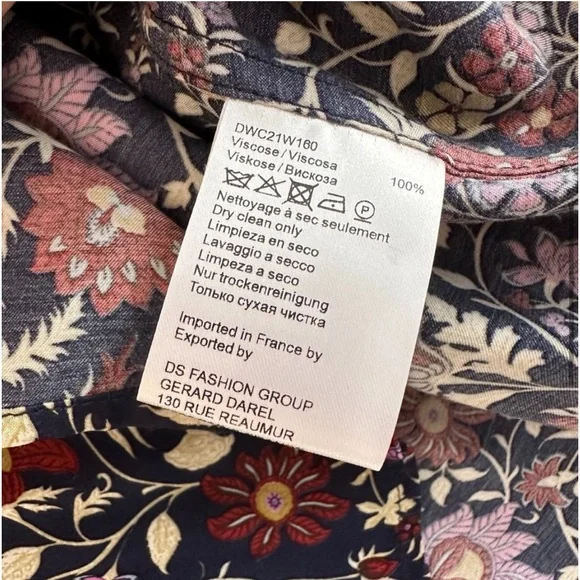 DWC21W160
Viscose / Viscosa 100%
Viskose / Вискоза
P
Nettoyage à sec seulement
Dry clean only
Limpieza en seco
Lavaggio a secco
Limpeza a seco
Nur trockenreinigung
Только сухая чистка
Imported in France by
Exported by
DS FASHION GROUP
GERARD DAREL
130 RUE REAUMUR